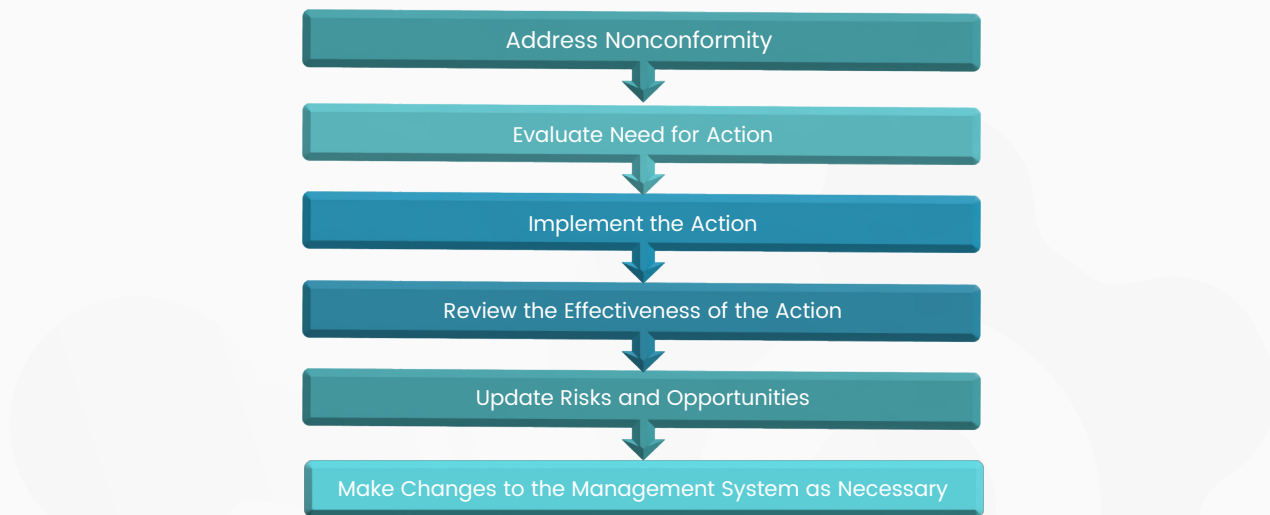 Address Nonconformity
Evaluate Need for Action
Implement the Action
Review the Effectiveness of the Action
Update Risks and Opportunities
Make Changes to the Management System as Necessary